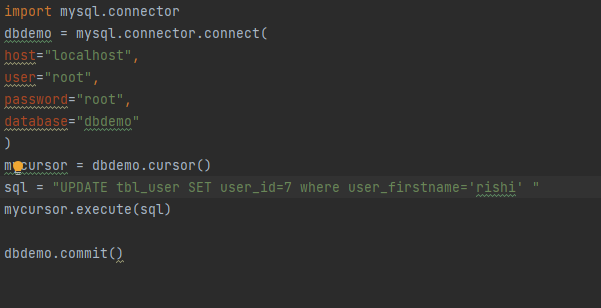 import mysql.connector
dbdemo = mysql.connector.connect(
host="localhost",
user="root",
password="root",
database="dbdemo"
)
mycursor = dbdemo.cursor()
sql = "UPDATE tbl_user SET user_id=7 where user_firstname='rishi' "
mycursor.execute(sql)
dbdemo.commit()